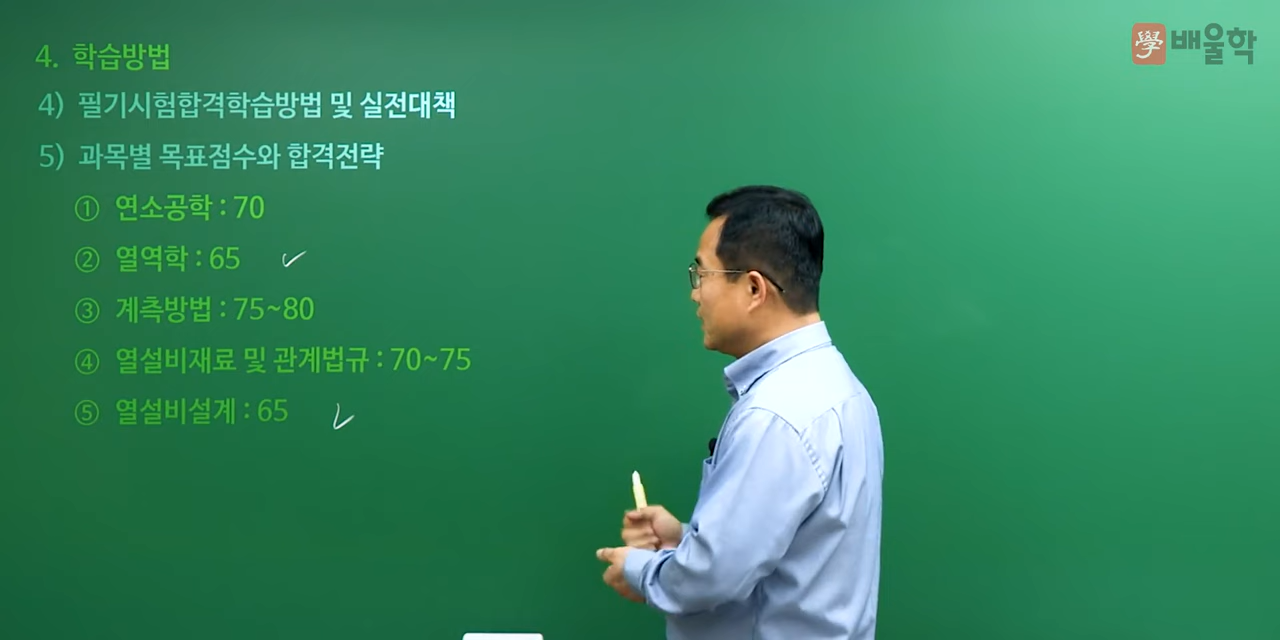 學 배울학
4. 학습방법
4) 필기시험합격학습방법 및 실전대책
5) 과목별 목표점수와 합격전략
① 연소공학 : 70
② 열역학 : 65
③ 계측방법 : 75~80
④ 열설비재료 및 관계법규 : 70~75
⑤ 열설비설계 : 65